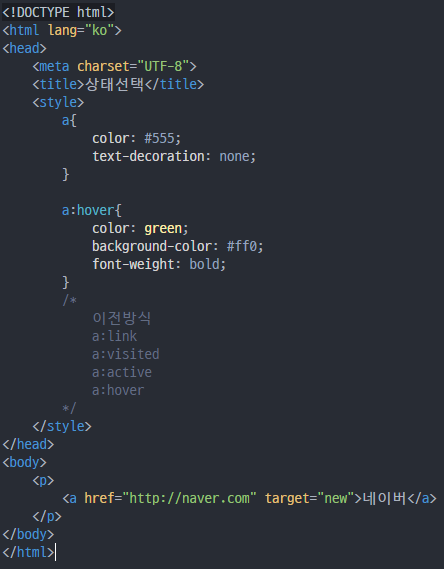 <!DOCTYPE html>
<html lang="ko">
<head>
    <meta charset="UTF-8">
    <title>상태선택</title>
    <style>
        a{
            color: #555;
            text-decoration: none;
        }

        a:hover{
            color: green;
            background-color: #ff0;
            font-weight: bold;
        }
        /*
            이전방식
            a:link
            a:visited
            a:active
            a:hover
        */
    </style>
</head>
<body>
    <p>
        <a href="http://naver.com" target="new">네이버</a>
    </p>
</body>
</html>